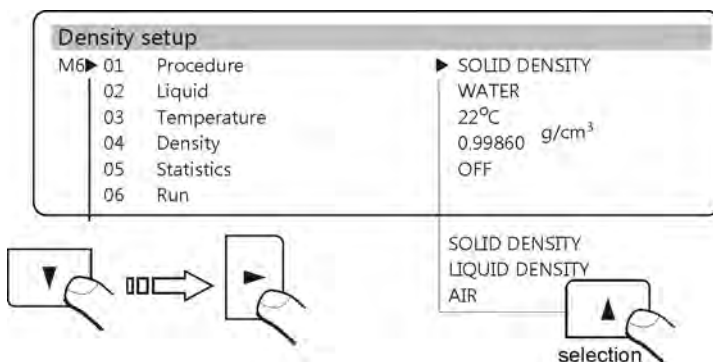 Density setup
M6 01 Procedure SOLID DENSITY
02 Liquid WATER
03 Temperature 22°C
04 Density 0.99860 g/cm³
05 Statistics OFF
06 Run
SOLID DENSITY
LIQUID DENSITY
AIR
selection